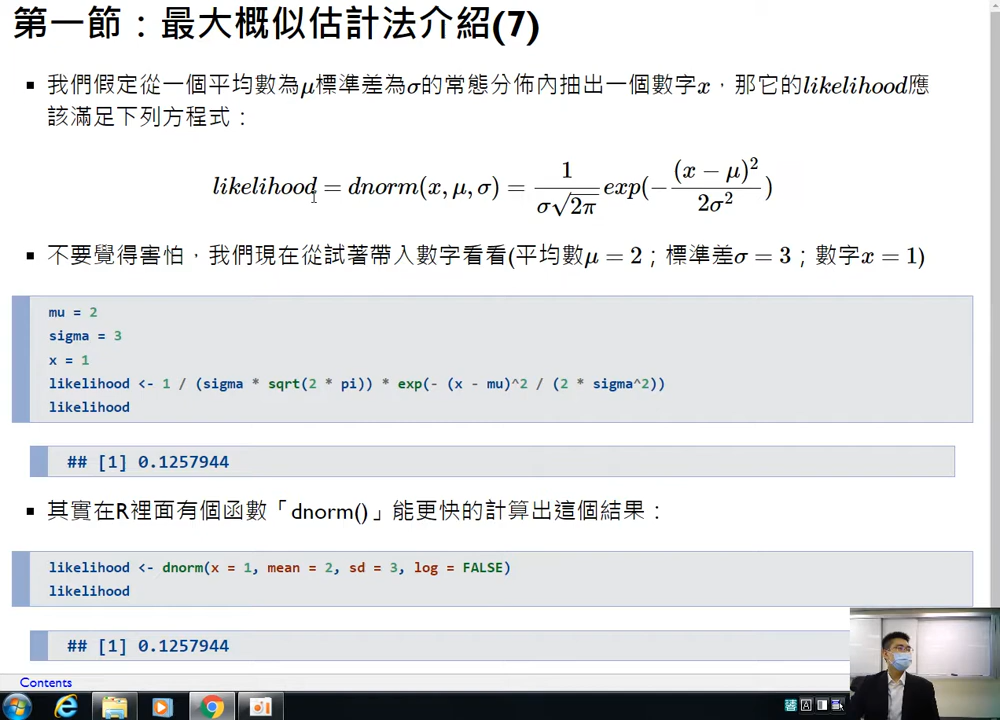 第一節：最大概似估計法介紹(7)
▪ 我們假定從一個平均數為μ標準差為σ的常態分佈內抽出一個數字x，那它的likelihood應
該滿足下列方程式：
likelihood = dnorm(x, μ, σ) = \frac{1}{σ\sqrt{2π}} exp(−\frac{(x − μ)^2}{2σ^2})
▪ 不要覺得害怕，我們現在從試著帶入數字看看(平均數μ = 2；標準差σ = 3；數字x = 1)
mu = 2
sigma = 3
x = 1
likelihood <- 1 / (sigma * sqrt(2 * pi)) * exp(- (x - mu)^2 / (2 * sigma^2))
likelihood
## [1] 0.1257944
▪ 其實在R裡面有個函數「dnorm()」能更快的計算出這個結果：
likelihood <- dnorm(x = 1, mean = 2, sd = 3, log = FALSE)
likelihood
## [1] 0.1257944
Contents